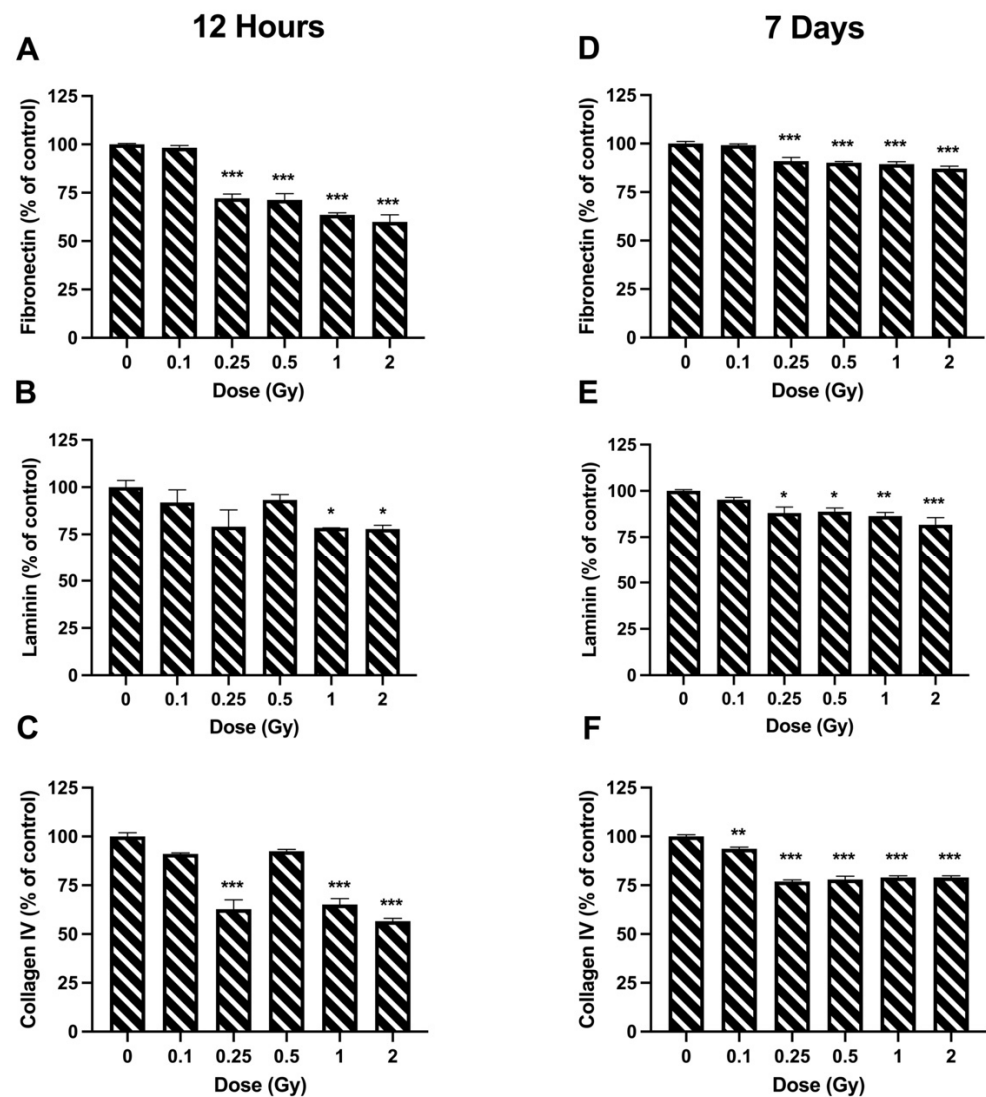 12 Hours
7 Days
A
Fibronectin (% of control)
125
100
75
50
25
0
***
***
***
***
0 0.1 0.25 0.5 1 2
Dose (Gy)
D
Fibronectin (% of control)
125
100
75
50
25
0
***
***
***
***
0 0.1 0.25 0.5 1 2
Dose (Gy)
B
Laminin (% of control)
125
100
75
50
25
0
*
*
0 0.1 0.25 0.5 1 2
Dose (Gy)
E
Laminin (% of control)
125
100
75
50
25
0
*
*
**
***
0 0.1 0.25 0.5 1 2
Dose (Gy)
C
Collagen IV (% of control)
125
100
75
50
25
0
***
***
***
0 0.1 0.25 0.5 1 2
Dose (Gy)
F
Collagen IV (% of control)
125
100
75
50
25
0
**
***
***
***
***
0 0.1 0.25 0.5 1 2
Dose (Gy)